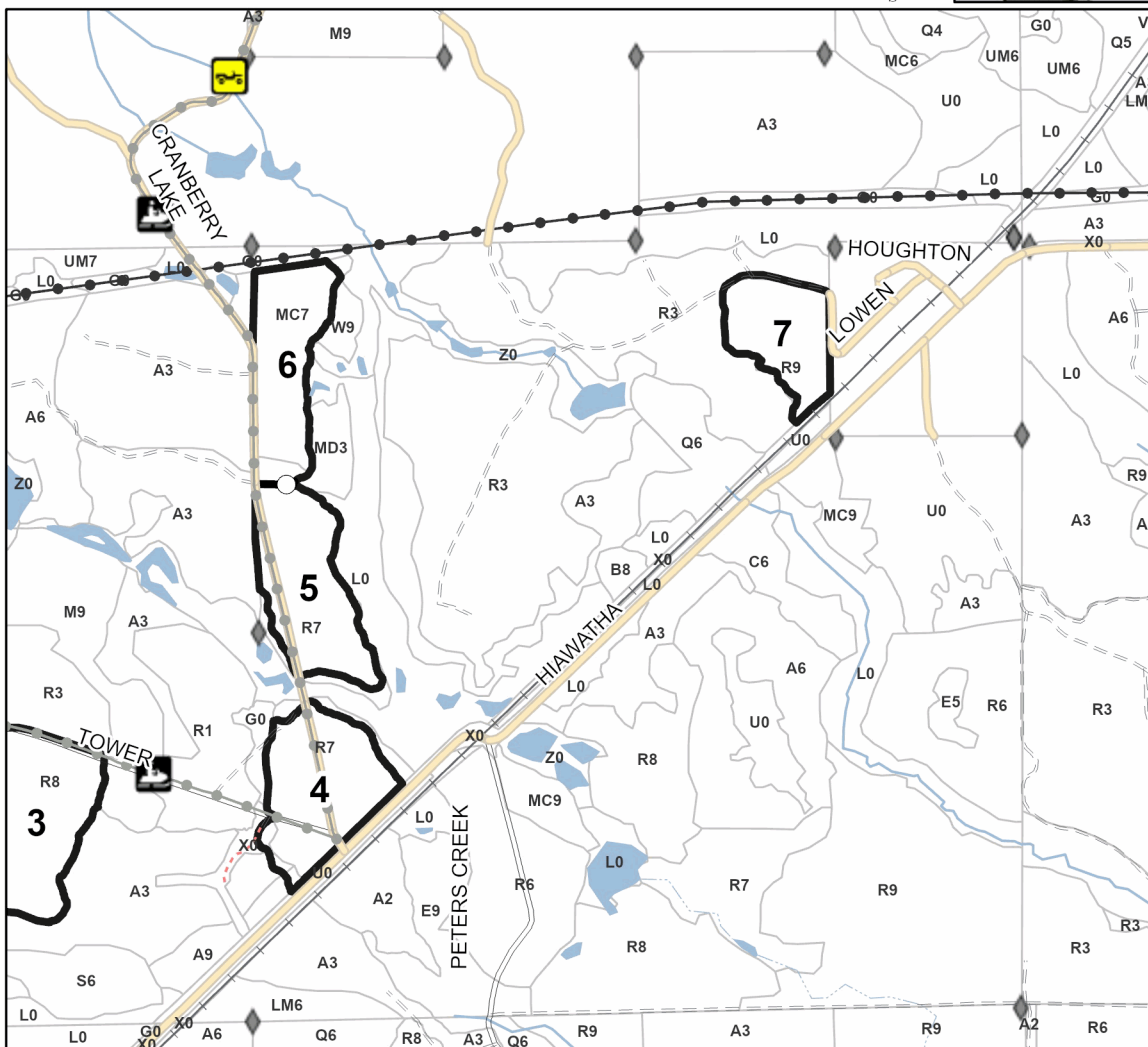 A3
M9
Q4
G0
Q5
V
MC6
UM6
UM6
A
LM
U0
A3
L0
CRANBERRY
LAKE
L0
L0
G0
A3
X0
L0
HOUGHTON
UM7
L0
L0
LOWEN
MC7
R3
W9
7
A6
6
Z0
R9
A3
L0
A6
MD3
Q6
U0
Z0
R3
R9
A3
A3
MC9
U0
A3
A
L0
X0
B8
C6
L0
5
L0
A3
M9
A3
R7
HIAWATHA
A3
A6
L0
R3
L0
E5
R6
R3
G0
R1
U0
TOWER
R7
X0
Z0
R8
R8
4
MC9
3
L0
X0
PETERS CREEK
L0
U0
A3
A2
R6
R7
R9
E9
R3
A9
A3
R8
R3
S6
LM6
L0
X0
G0
A2
L0
X0
A6
Q6
R8
A3
Q6
R9
A3
R9
R6